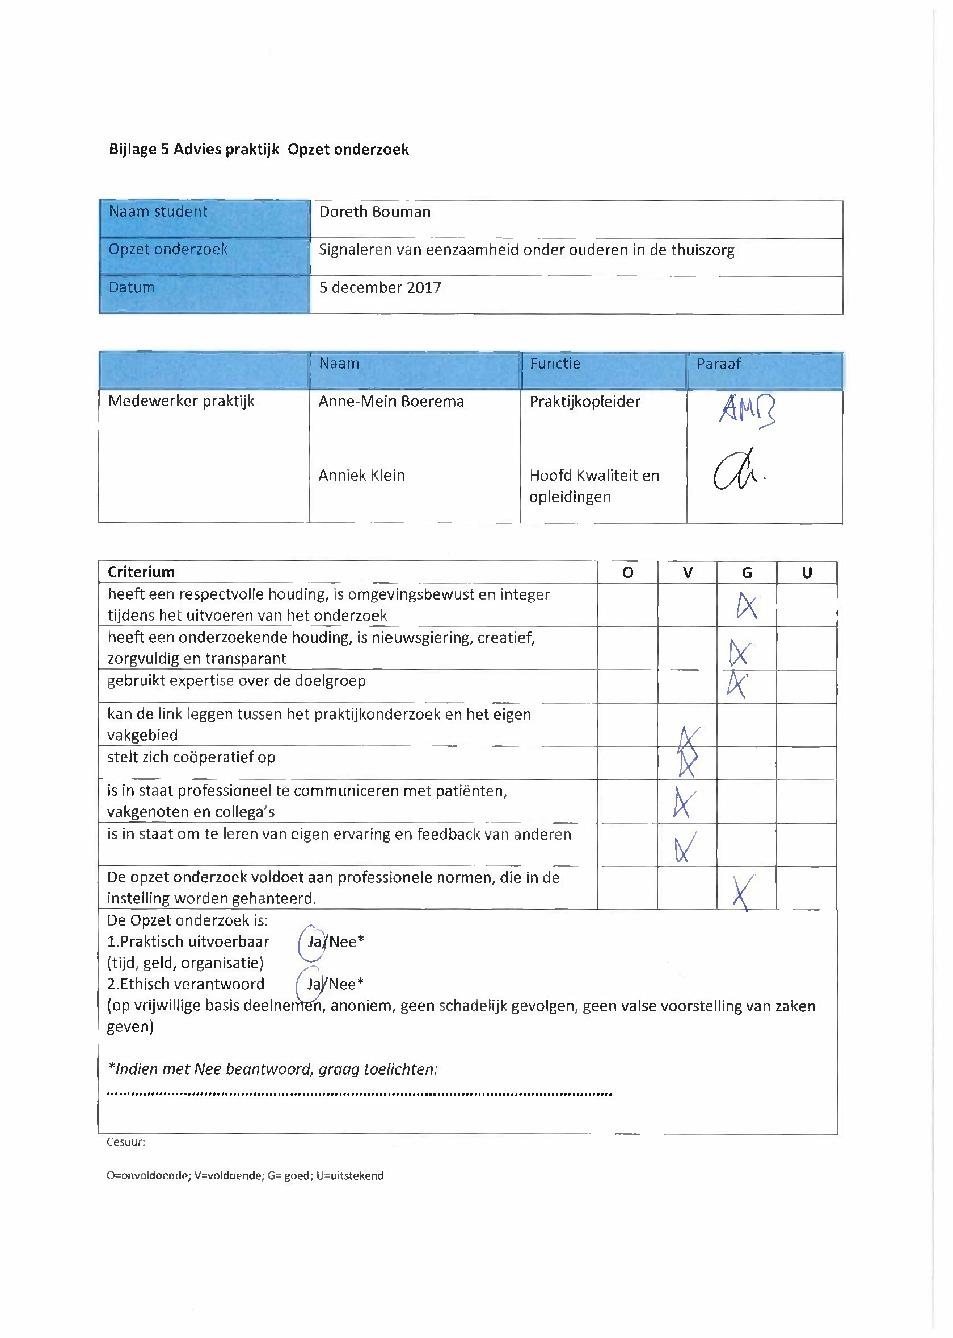 Bijlage 5 Advies praktijk Opzet onderzoek
Naam student Doreth Bouman
Opzet onderzoek Signaleren van eenzaamheid onder ouderen in de thuiszorg
Datum 5 december 2017
Naam Functie Paraaf
Medewerker praktijk Anne-Mein Boerema Praktijkopleider AMB
Anniek Klein Hoofd Kwaliteit en
opleidingen
Criterium O V G U
heeft een respectvolle houding, is omgevingsbewust en integer
tijdens het uitvoeren van het onderzoek X
heeft een onderzoekende houding, is nieuwsgiering, creatief,
zorgvuldig en transparant X
gebruikt expertise over de doelgroep X
kan de link leggen tussen het praktijkonderzoek en het eigen
vakgebied X
stelt zich coöperatief op X
is in staat professioneel te communiceren met patiënten,
vakgenoten en collega's X
is in staat om te leren van eigen ervaring en feedback van anderen X
De opzet onderzoek voldoet aan professionele normen, die in de
instelling worden gehanteerd. X
De Opzet onderzoek is:
1.Praktisch uitvoerbaar Ja/Nee*
(tijd, geld, organisatie)
2.Ethisch verantwoord Ja/Nee*
(op vrijwillige basis deelnemen, anoniem, geen schadelijk gevolgen, geen valse voorstelling van zaken
geven)
*Indien met Nee beantwoord, graag toelichten:
Cesuur:
O=onvoldoende; V=voldoende; G= goed; U=uitstekend